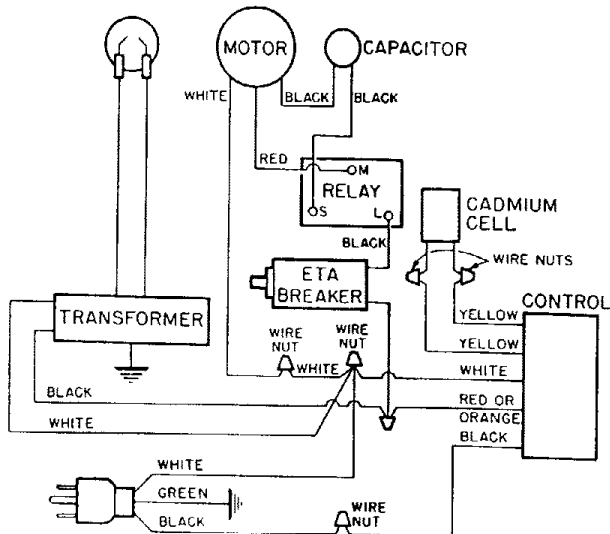 MOTOR
CAPACITOR
WHITE
BLACK
BLACK
RED
M
RELAY
S
L
CADMIUM
CELL
BLACK
WIRE NUTS
ETA
BREAKER
CONTROL
TRANSFORMER
YELLOW
WIRE
NUT
WIRE
NUT
YELLOW
WHITE
WHITE
BLACK
RED OR
ORANGE
WHITE
BLACK
WHITE
GREEN
BLACK
WIRE
NUT